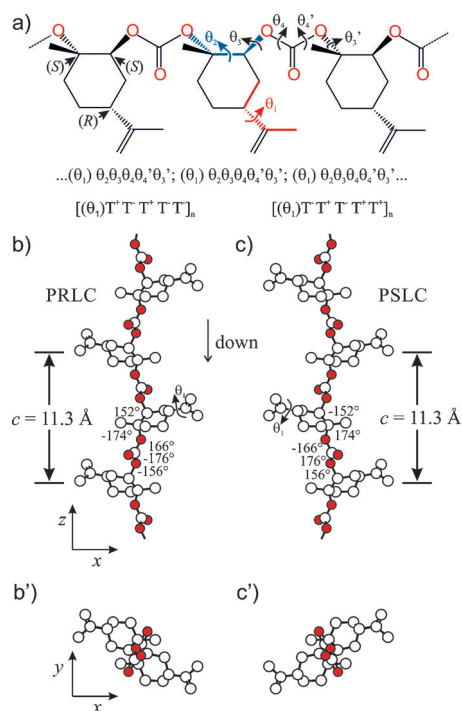 a)
O O O O O O O O O
θ₂ θ₃ θ₄ θ₄' θ₃'
(S) (S)
(R) θ₁
...(θ₁) θ₂θ₃θ₄θ₄'θ₃'; (θ₁) θ₂θ₃θ₄θ₄'θ₃'; (θ₁) θ₂θ₃θ₄θ₄'θ₃'...
[(θ₁)T⁺T⁻T⁺T⁻T⁻]ₙ [(θ₁)T⁻T⁺T⁻T⁺T⁺]ₙ
b) c)
PRLC PSLC
down
θ₁
c = 11.3 Å 152° -152° c = 11.3 Å
-174° θ₁ 174°
166° -166°
-176° 176°
-156° 156°
z
x
b') c')
y
x